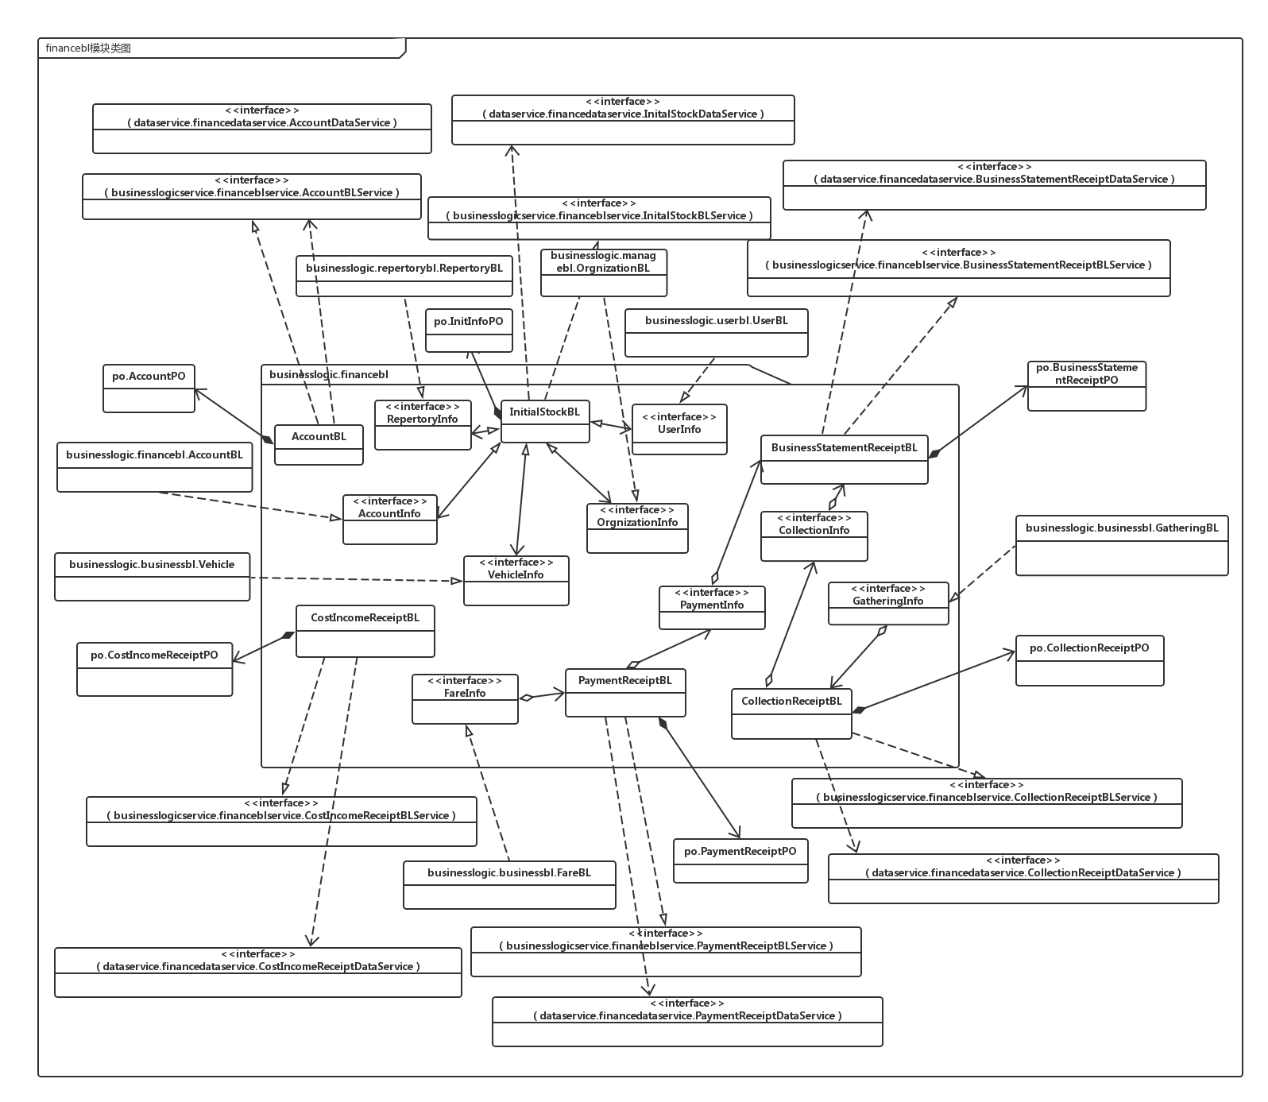 financebl模块类图
<<interface>>
( dataservice.financedataservice.AccountDataService )
<<interface>>
( dataservice.financedataservice.InitalStockDataService )
<<interface>>
( businesslogicservice.financeblservice.AccountBLService )
<<interface>>
( dataservice.financedataservice.BusinessStatementReceiptDataService )
<<interface>>
( businesslogicservice.financeblservice.InitalStockBLService )
businesslogic.repertorybl.RepertoryBL
businesslogic.manag
ebl.OrgnizationBL
<<interface>>
( businesslogicservice.financeblservice.BusinessStatementReceiptBLService )
po.InitInfoPO
businesslogic.userbl.UserBL
po.AccountPO
businesslogic.financebl
po.BusinessStateme
ntReceiptPO
<<interface>>
RepertoryInfo
InitialStockBL
<<interface>>
UserInfo
AccountBL
BusinessStatementReceiptBL
businesslogic.financebl.AccountBL
<<interface>>
AccountInfo
<<interface>>
OrgnizationInfo
<<interface>>
CollectionInfo
businesslogic.businessbl.GatheringBL
businesslogic.businessbl.Vehicle
<<interface>>
VehicleInfo
<<interface>>
PaymentInfo
<<interface>>
GatheringInfo
CostIncomeReceiptBL
po.CostIncomeReceiptPO
po.CollectionReceiptPO
<<interface>>
FareInfo
PaymentReceiptBL
CollectionReceiptBL
<<interface>>
( businesslogicservice.financeblservice.CollectionReceiptBLService )
<<interface>>
( businesslogicservice.financeblservice.CostIncomeReceiptBLService )
po.PaymentReceiptPO
<<interface>>
( dataservice.financedataservice.CollectionReceiptDataService )
businesslogic.businessbl.FareBL
<<interface>>
( businesslogicservice.financeblservice.PaymentReceiptBLService )
<<interface>>
( dataservice.financedataservice.CostIncomeReceiptDataService )
<<interface>>
( dataservice.financedataservice.PaymentReceiptDataService )